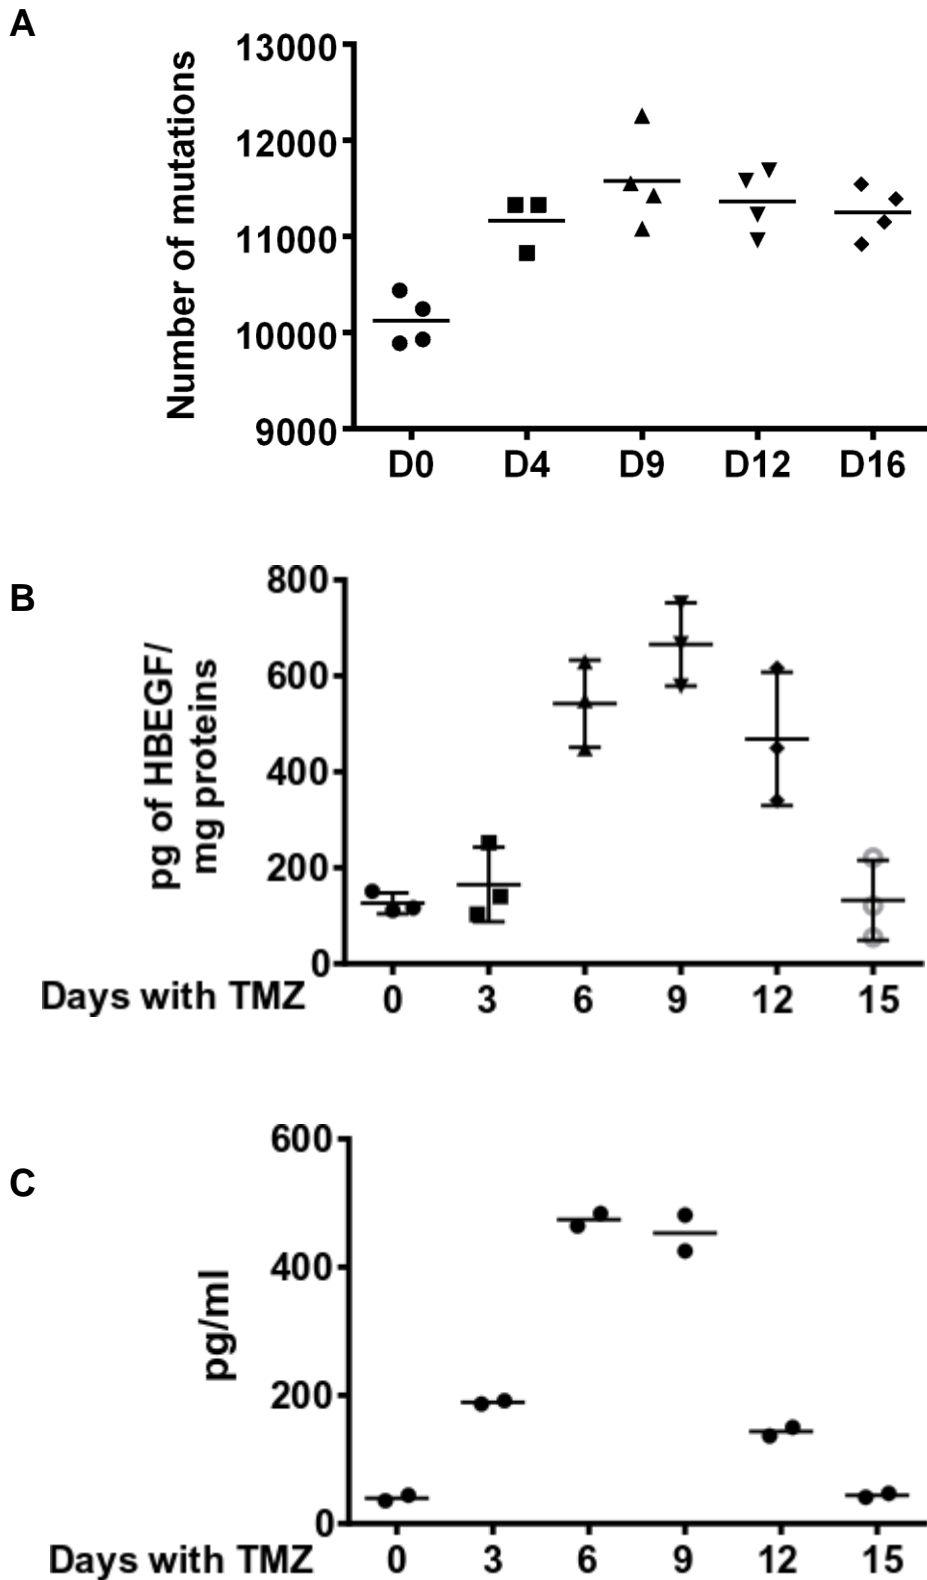 A
Number of mutations
13000
12000
11000
10000
9000
D0 D4 D9 D12 D16
B
pg of HBEGF/
mg proteins
800
600
400
200
0
Days with TMZ 0 3 6 9 12 15
C
pg/ml
600
400
200
0
Days with TMZ 0 3 6 9 12 15